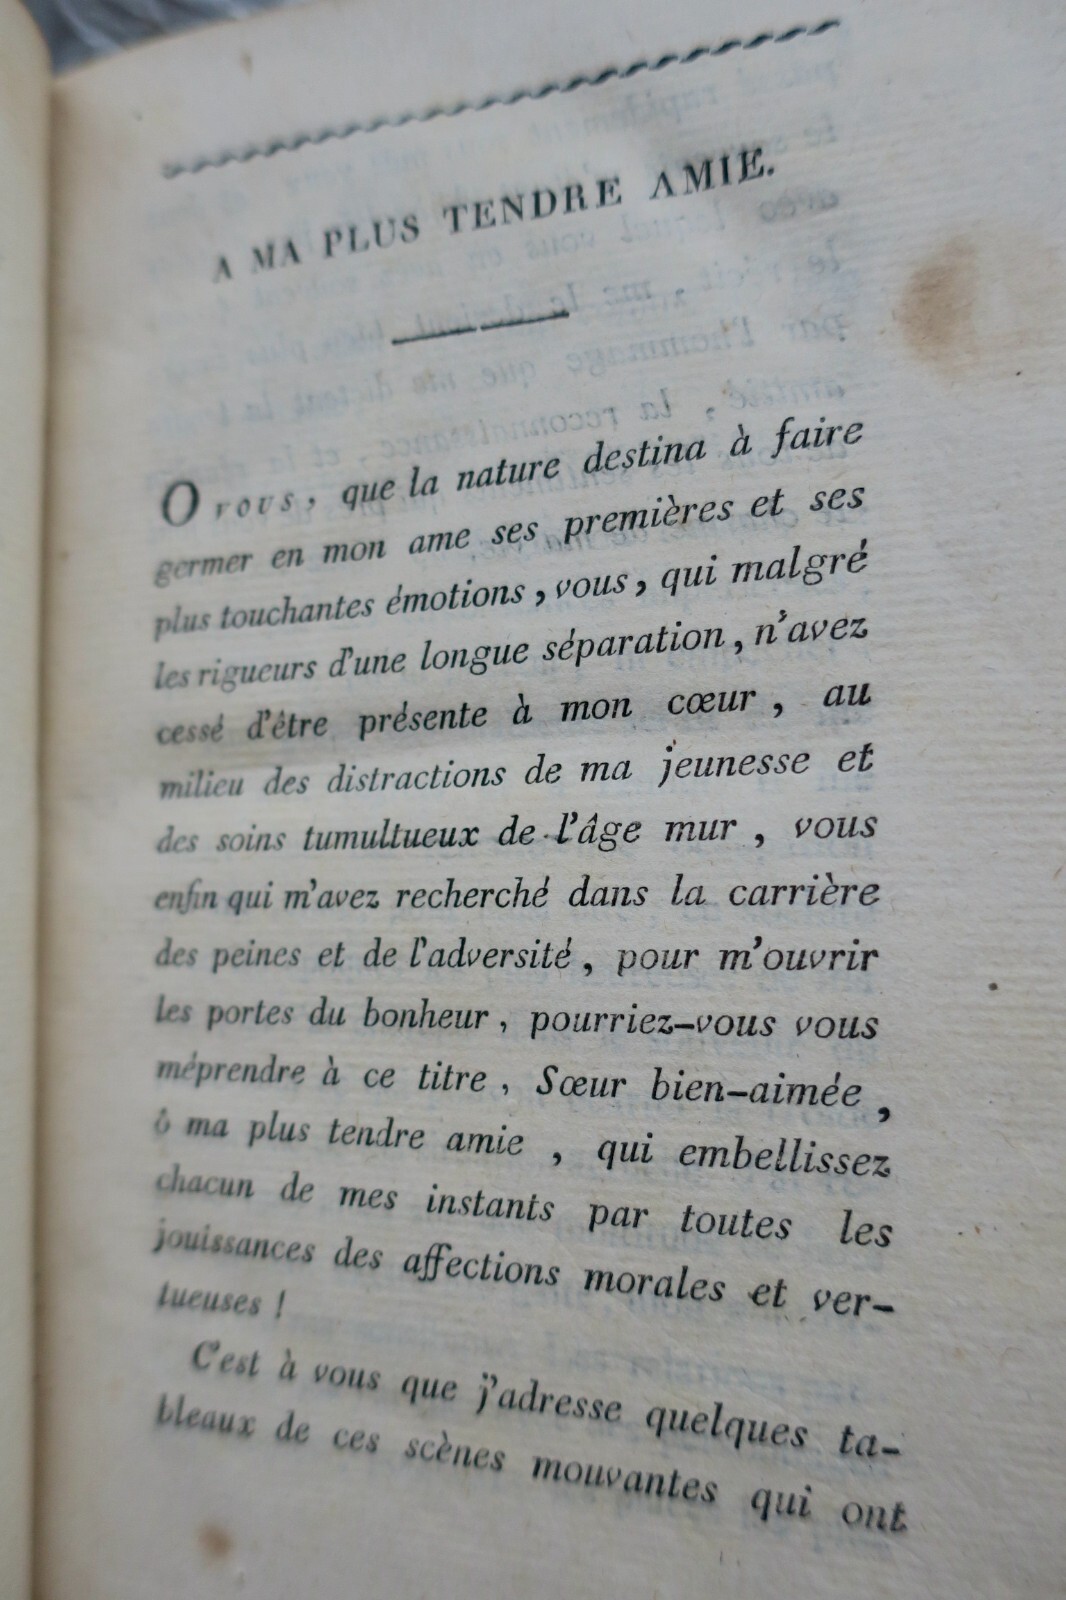 A MA PLUS TENDRE AMIE.
O vous, que la nature destina à faire
germer en mon ame ses premières et ses
plus touchantes émotions, vous, qui malgré
les rigueurs d'une longue séparation, n'avez
cessé d'être présente à mon cœur, au
milieu des distractions de ma jeunesse et
des soins tumultueux de l'âge mur, vous
enfin qui m'avez recherché dans la carrière
des peines et de l'adversité, pour m'ouvrir
les portes du bonheur, pourriez-vous vous
méprendre à ce titre, Sœur bien-aimée,
ô ma plus tendre amie, qui embellissez
chacun de mes instants par toutes les
jouissances des affections morales et ver-
tueuses!
C'est à vous que j'adresse quelques ta-
bleaux de ces scènes mouvantes qui ont